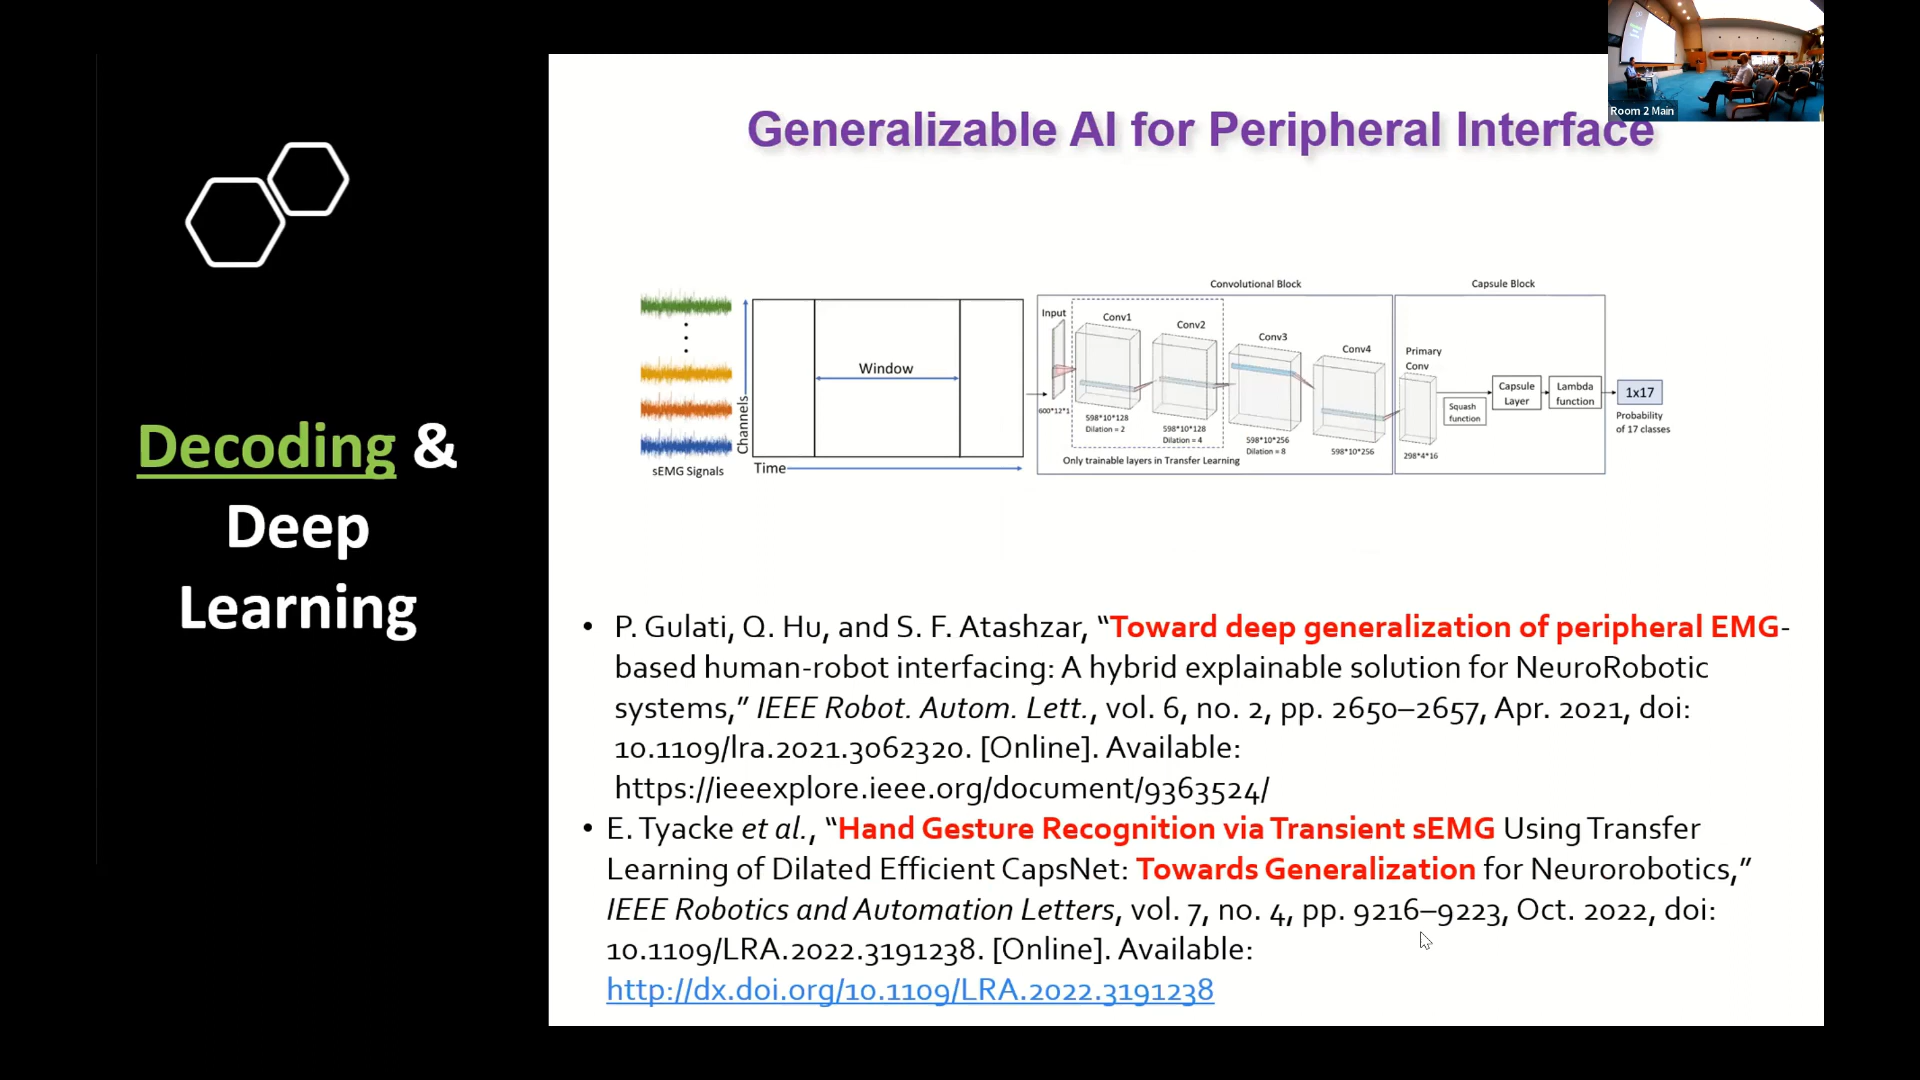 Room 2 Main
Generalizable AI for Peripheral Interface
Decoding &
Deep
Learning
sEMG Signals
Channels
Window
Time
Convolutional Block
Input
600*12*1
Conv1
598*10*128
Dilation = 2
Conv2
598*10*128
Dilation = 4
Conv3
598*10*256
Dilation = 8
Conv4
598*10*256
Only trainable layers in Transfer Learning
Capsule Block
Primary
Conv
298*4*16
Squash
function
Capsule
Layer
Lambda
function
1x17
Probability
of 17 classes
• P. Gulati, Q. Hu, and S. F. Atashzar, “Toward deep generalization of peripheral EMG-
based human-robot interfacing: A hybrid explainable solution for NeuroRobotic
systems,” IEEE Robot. Autom. Lett., vol. 6, no. 2, pp. 2650–2657, Apr. 2021, doi:
10.1109/lra.2021.3062320. [Online]. Available:
https://ieeexplore.ieee.org/document/9363524/
• E. Tyacke et al., “Hand Gesture Recognition via Transient sEMG Using Transfer
Learning of Dilated Efficient CapsNet: Towards Generalization for Neurorobotics,”
IEEE Robotics and Automation Letters, vol. 7, no. 4, pp. 9216–9223, Oct. 2022, doi:
10.1109/LRA.2022.3191238. [Online]. Available:
http://dx.doi.org/10.1109/LRA.2022.3191238